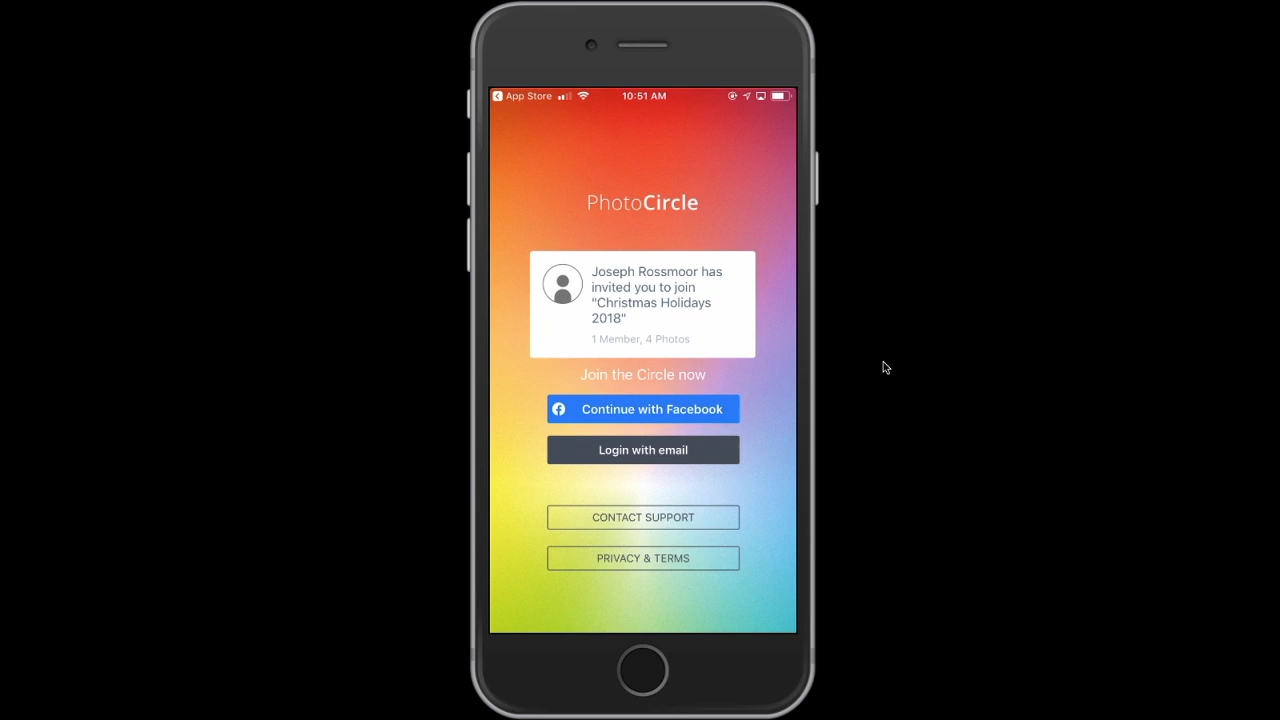 App Store 10:51 AM
PhotoCircle
Joseph Rossmoor has
invited you to join
"Christmas Holidays
2018"
1 Member, 4 Photos
Join the Circle now
Continue with Facebook
Login with email
CONTACT SUPPORT
PRIVACY & TERMS